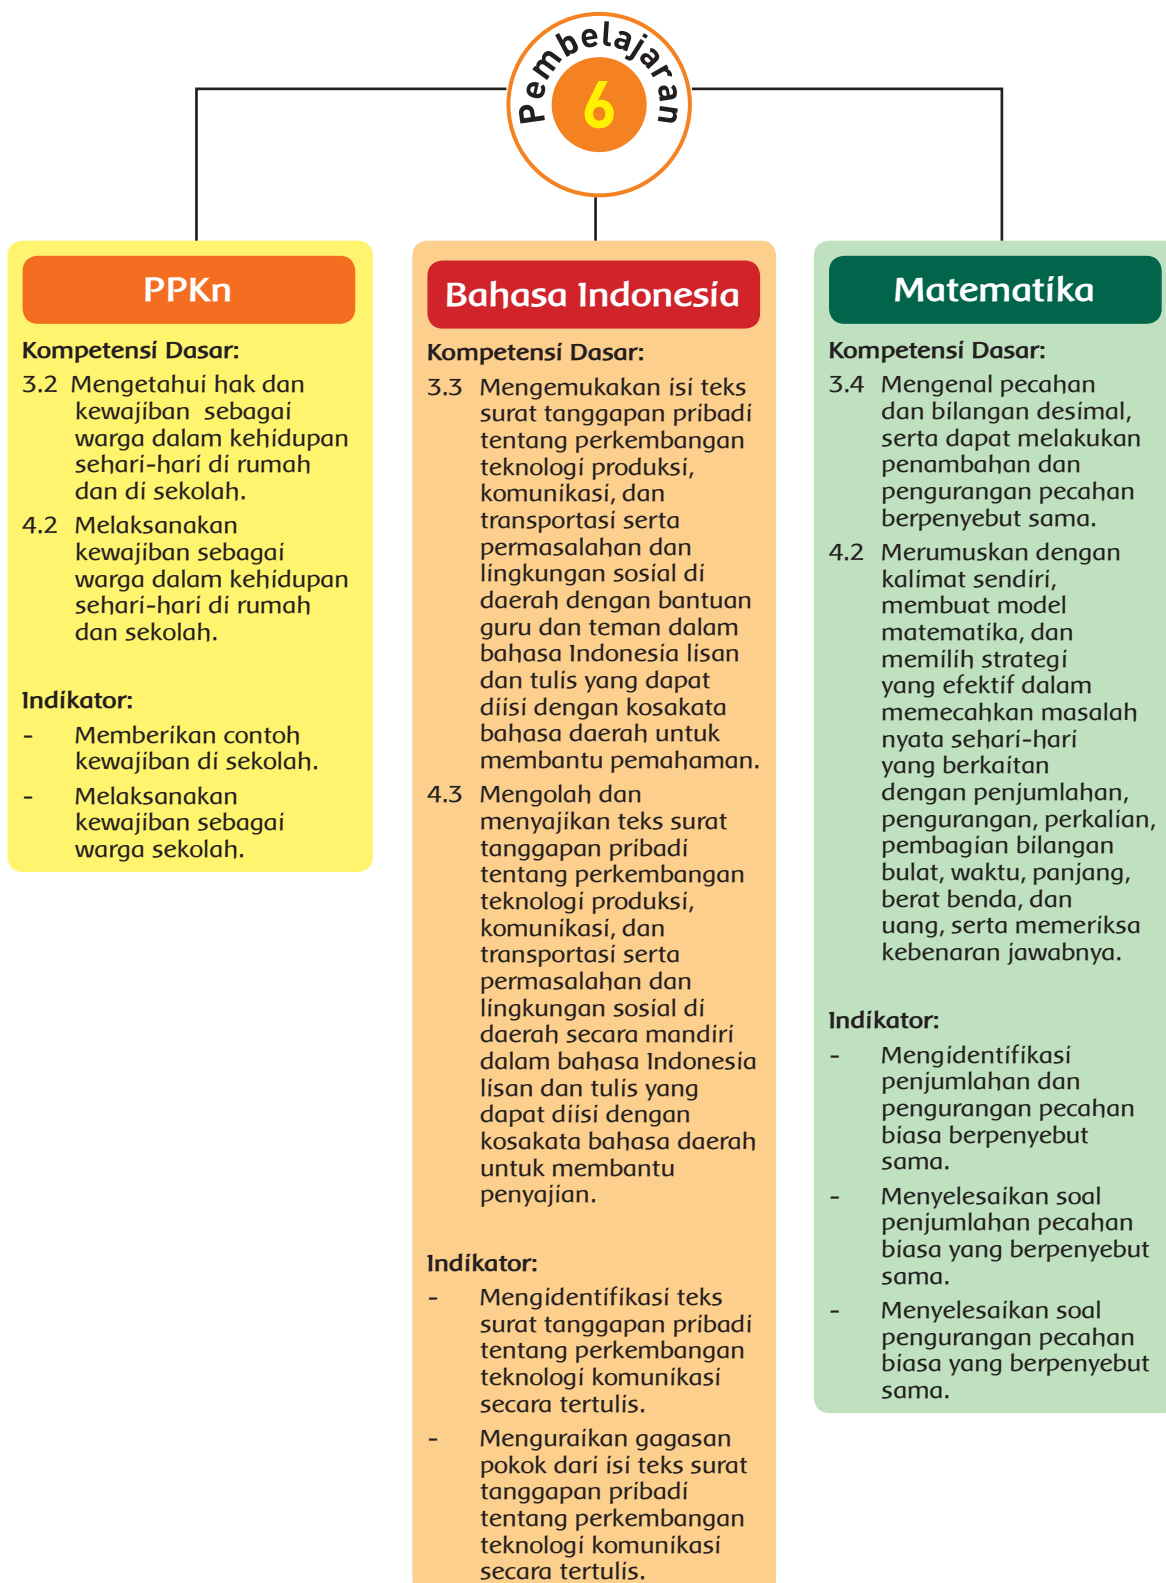 Pembelajaran
6
PPKn
Kompetensi Dasar:
3.2 Mengetahui hak dan
kewajiban sebagai
warga dalam kehidupan
sehari-hari di rumah
dan di sekolah.
4.2 Melaksanakan
kewajiban sebagai
warga dalam kehidupan
sehari-hari di rumah
dan sekolah.
Indikator:
- Memberikan contoh
kewajiban di sekolah.
- Melaksanakan
kewajiban sebagai
warga sekolah.
Bahasa Indonesia
Kompetensi Dasar:
3.3 Mengemukakan isi teks
surat tanggapan pribadi
tentang perkembangan
teknologi produksi,
komunikasi, dan
transportasi serta
permasalahan dan
lingkungan sosial di
daerah dengan bantuan
guru dan teman dalam
bahasa Indonesia lisan
dan tulis yang dapat
diisi dengan kosakata
bahasa daerah untuk
membantu pemahaman.
4.3 Mengolah dan
menyajikan teks surat
tanggapan pribadi
tentang perkembangan
teknologi produksi,
komunikasi, dan
transportasi serta
permasalahan dan
lingkungan sosial di
daerah secara mandiri
dalam bahasa Indonesia
lisan dan tulis yang
dapat diisi dengan
kosakata bahasa daerah
untuk membantu
penyajian.
Indikator:
- Mengidentifikasi teks
surat tanggapan pribadi
tentang perkembangan
teknologi komunikasi
secara tertulis.
- Menguraikan gagasan
pokok dari isi teks surat
tanggapan pribadi
tentang perkembangan
teknologi komunikasi
secara tertulis.
Matematika
Kompetensi Dasar:
3.4 Mengenal pecahan
dan bilangan desimal,
serta dapat melakukan
penambahan dan
pengurangan pecahan
berpenyebut sama.
4.2 Merumuskan dengan
kalimat sendiri,
membuat model
matematika, dan
memilih strategi
yang efektif dalam
memecahkan masalah
nyata sehari-hari
yang berkaitan
dengan penjumlahan,
pengurangan, perkalian,
pembagian bilangan
bulat, waktu, panjang,
berat benda, dan
uang, serta memeriksa
kebenaran jawabnya.
Indikator:
- Mengidentifikasi
penjumlahan dan
pengurangan pecahan
biasa berpenyebut
sama.
- Menyelesaikan soal
penjumlahan pecahan
biasa yang berpenyebut
sama.
- Menyelesaikan soal
pengurangan pecahan
biasa yang berpenyebut
sama.